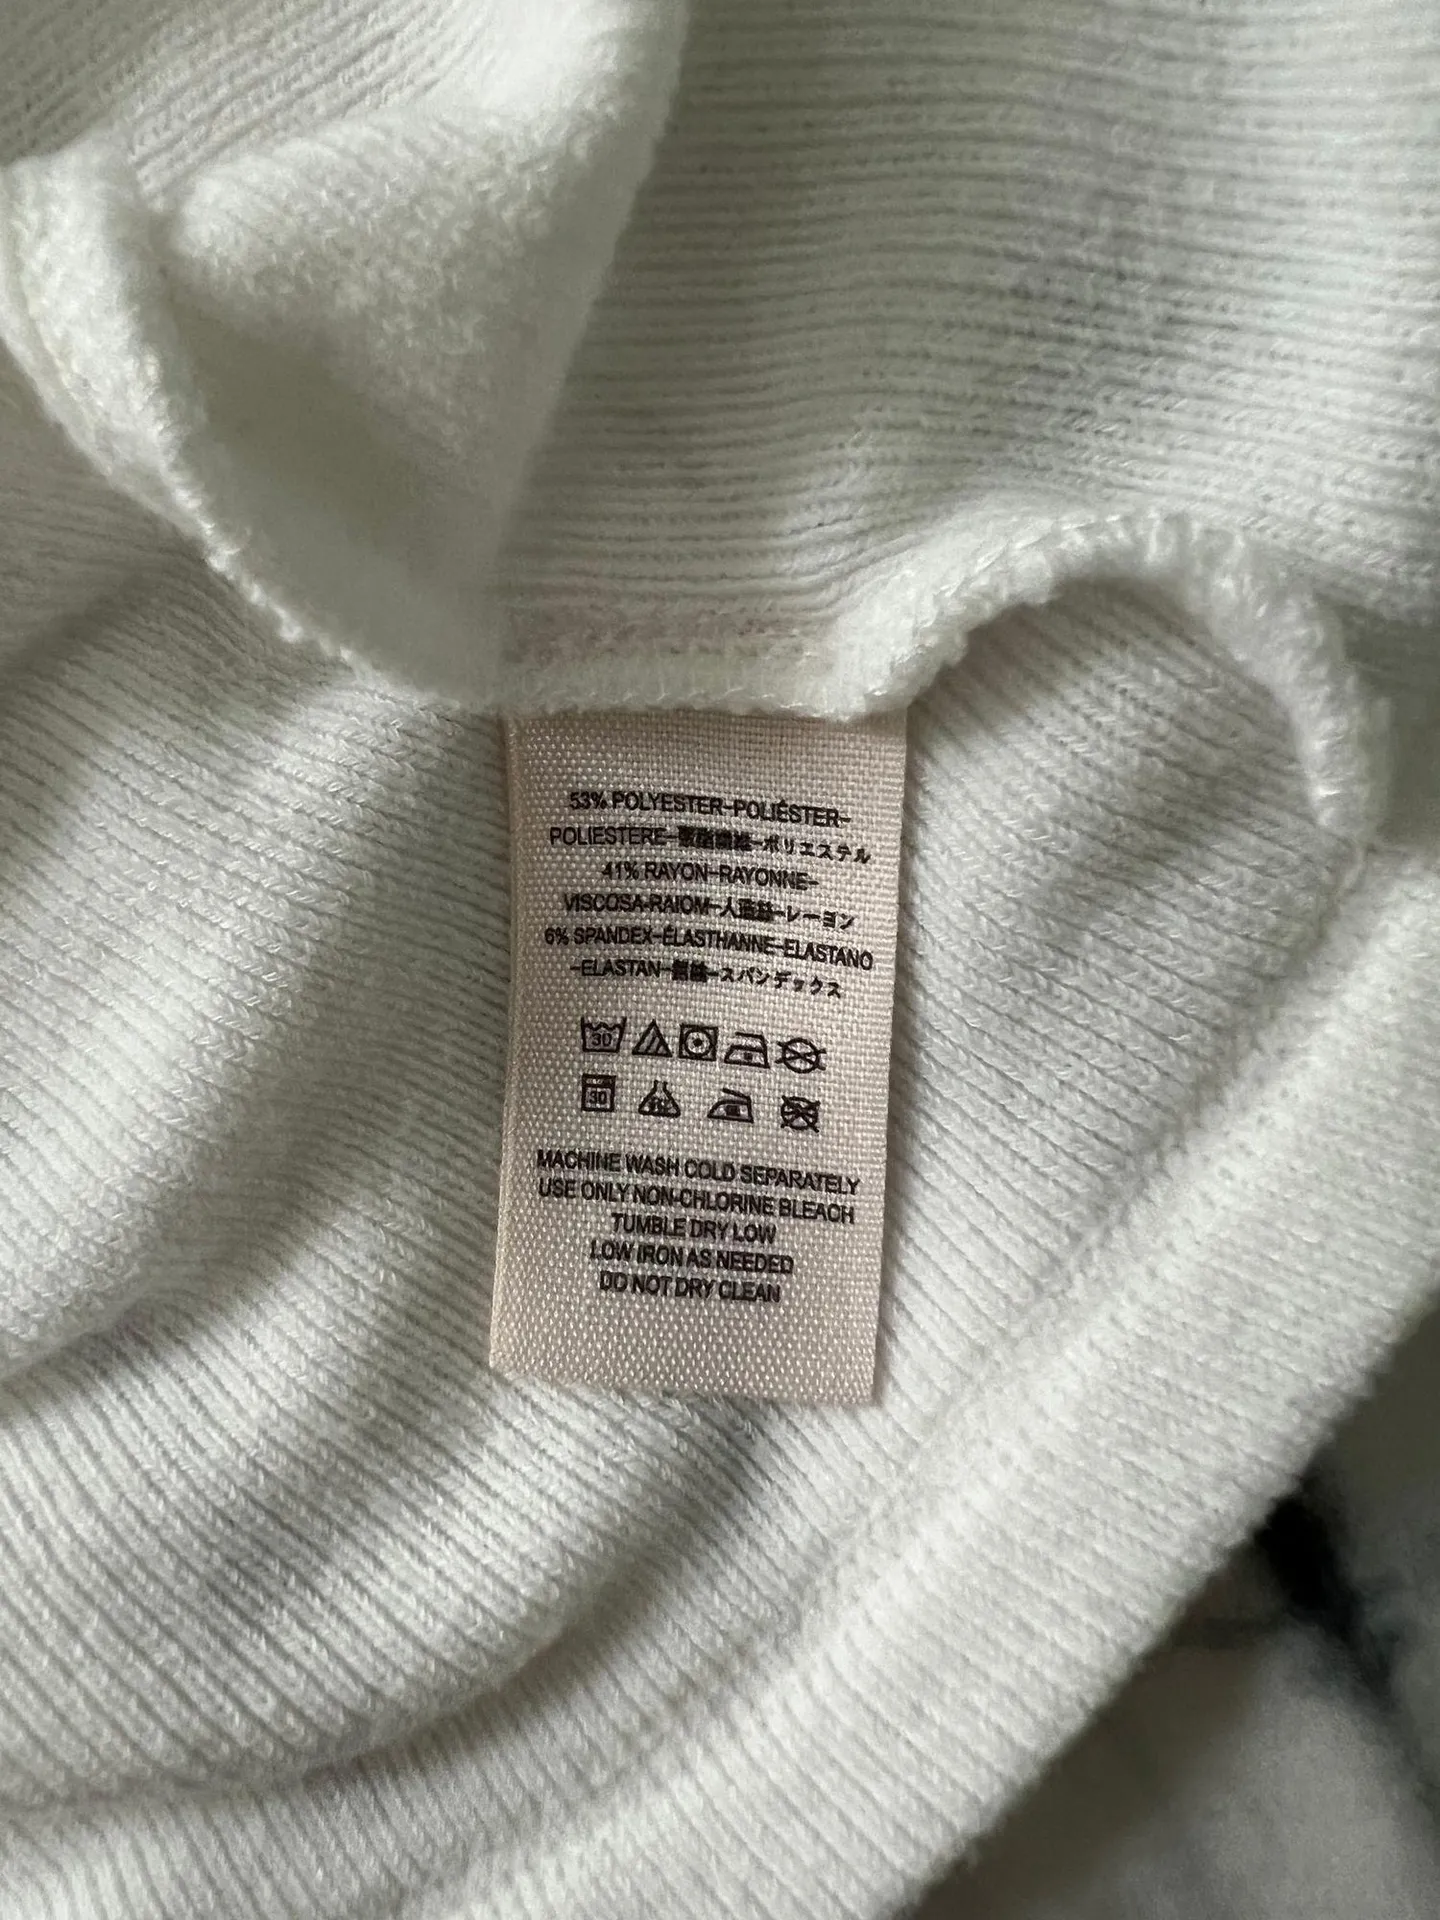 53% POLYESTER-POLIÉSTER-
POLIESTERE-聚酯纖維-ポリエステル
41% RAYON-RAYONNE-
VISCOSA-RAIOM-人造絲-レーヨン
6% SPANDEX-ÉLASTHANNE-ELASTANO
-ELASTAN-スパンデックス
30
30
MACHINE WASH COLD SEPARATELY
USE ONLY NON-CHLORINE BLEACH
TUMBLE DRY LOW
LOW IRON AS NEEDED
DO NOT DRY CLEAN